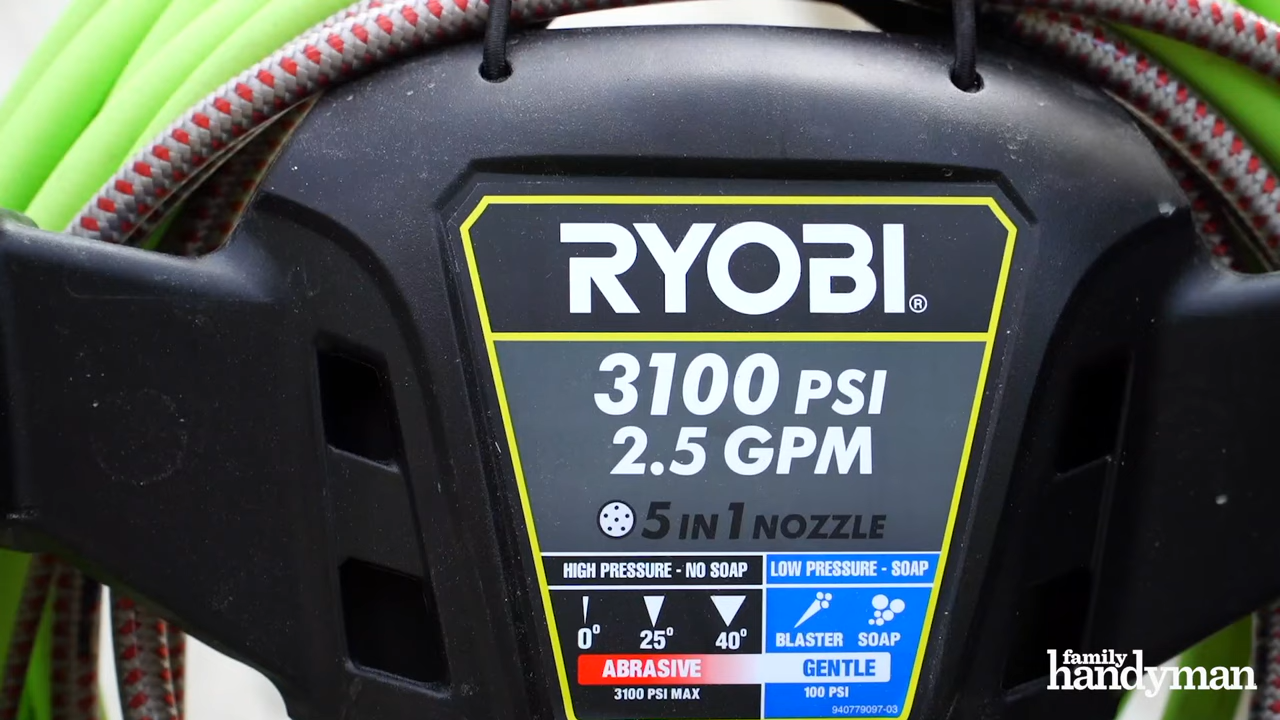 RYOBI®
3100 PSI
2.5 GPM
5 IN 1 NOZZLE
HIGH PRESSURE - NO SOAP
LOW PRESSURE - SOAP
0° 25° 40°
BLASTER SOAP
ABRASIVE GENTLE
3100 PSI MAX
100 PSI
940779097-03
family
handyman